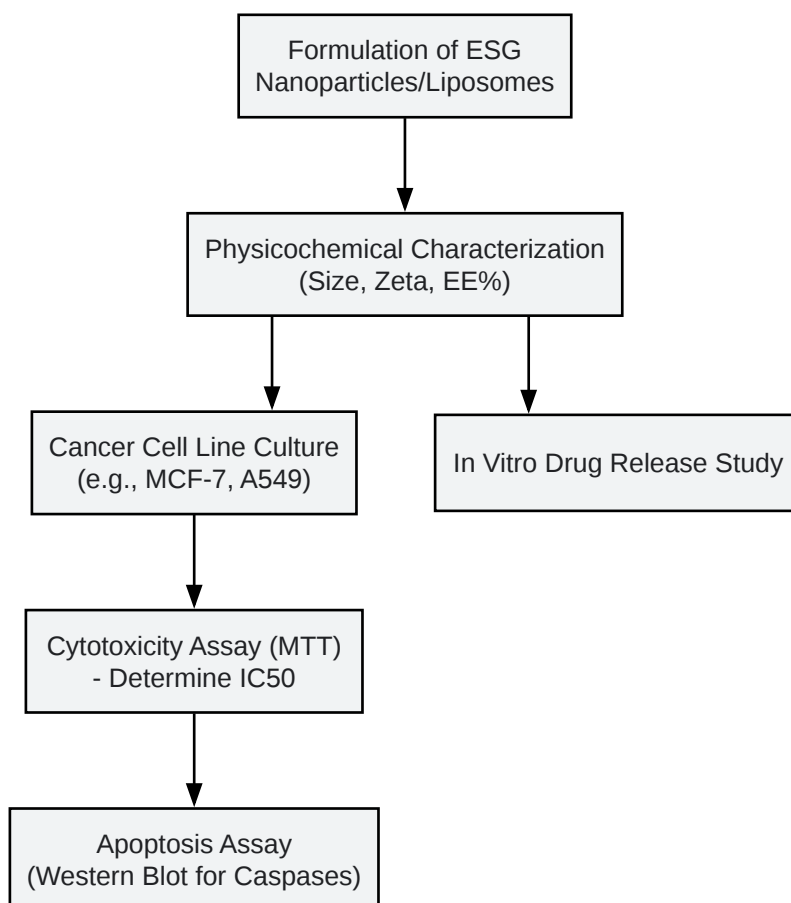 Formulation of ESG
Nanoparticles/Liposomes
Physicochemical Characterization
(Size, Zeta, EE%)
Cancer Cell Line Culture
(e.g., MCF-7, A549)
In Vitro Drug Release Study
Cytotoxicity Assay (MTT)
- Determine IC50
Apoptosis Assay
(Western Blot for Caspases)